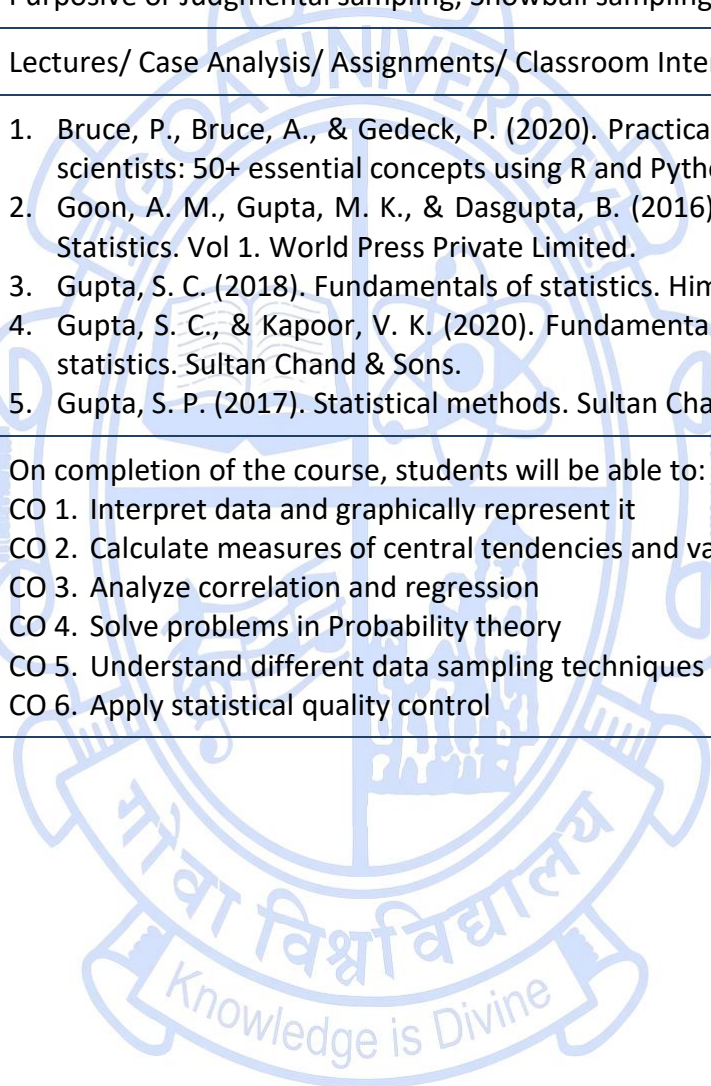 Purposive or Judgmental sampling, Snowball sampling
Lectures/ Case Analysis/ Assignments/ Classroom Inter
1. Bruce, P., Bruce, A., & Gedeck, P. (2020). Practica
scientists: 50+ essential concepts using R and Pytho
2. Goon, A. M., Gupta, M. K., & Dasgupta, B. (2016)
Statistics. Vol 1. World Press Private Limited.
3. Gupta, S. C. (2018). Fundamentals of statistics. Him
4. Gupta, S. C., & Kapoor, V. K. (2020). Fundamenta
statistics. Sultan Chand & Sons.
5. Gupta, S. P. (2017). Statistical methods. Sultan Cha
On completion of the course, students will be able to:
CO 1. Interpret data and graphically represent it
CO 2. Calculate measures of central tendencies and va
CO 3. Analyze correlation and regression
CO 4. Solve problems in Probability theory
CO 5. Understand different data sampling techniques
CO 6. Apply statistical quality control
GOA UNIVERSITY
गोंवा विश्वविद्यालय
Knowledge is Divine